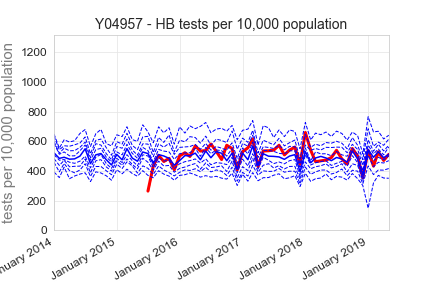 Y04957 - HB tests per 10,000 population
tests per 10,000 population
1200
1000
800
600
400
200
0
nuary 2014
January 2015
January 2016
January 2017
January 2018
January 2019